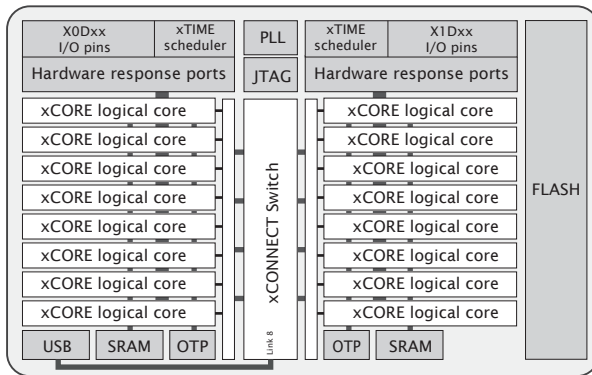 X0Dxx
I/O pins
xTIME
scheduler
PLL
xTIME
scheduler
X1Dxx
I/O pins
Hardware response ports
JTAG
Hardware response ports
xCORE logical core
xCORE logical core
xCORE logical core
xCORE logical core
xCORE logical core
xCORE logical core
xCORE logical core
xCORE logical core
xCONNECT Switch
Link 8
xCORE logical core
xCORE logical core
xCORE logical core
xCORE logical core
xCORE logical core
xCORE logical core
xCORE logical core
xCORE logical core
FLASH
USB
SRAM
OTP
OTP
SRAM